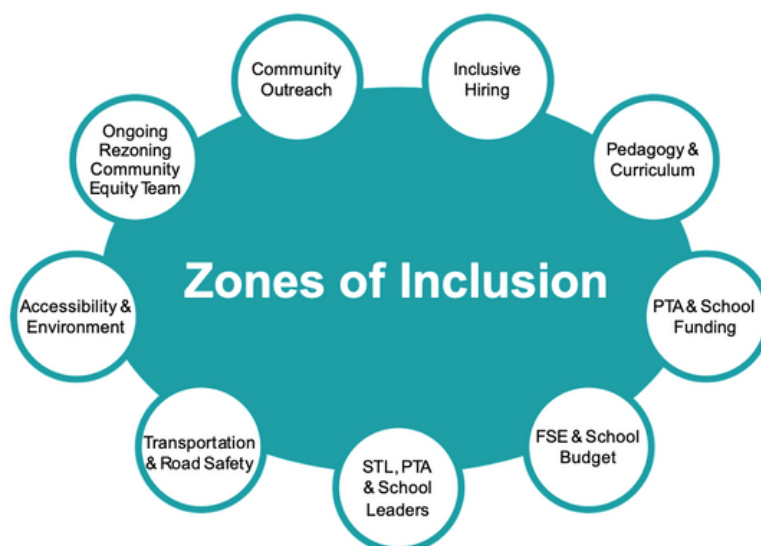 Community
Outreach
Inclusive
Hiring
Ongoing
Rezoning
Community
Equity Team
Pedagogy &
Curriculum
Zones of Inclusion
Accessibility &
Environment
PTA & School
Funding
Transportation
& Road Safety
STL, PTA
& School
Leaders
FSE & School
Budget